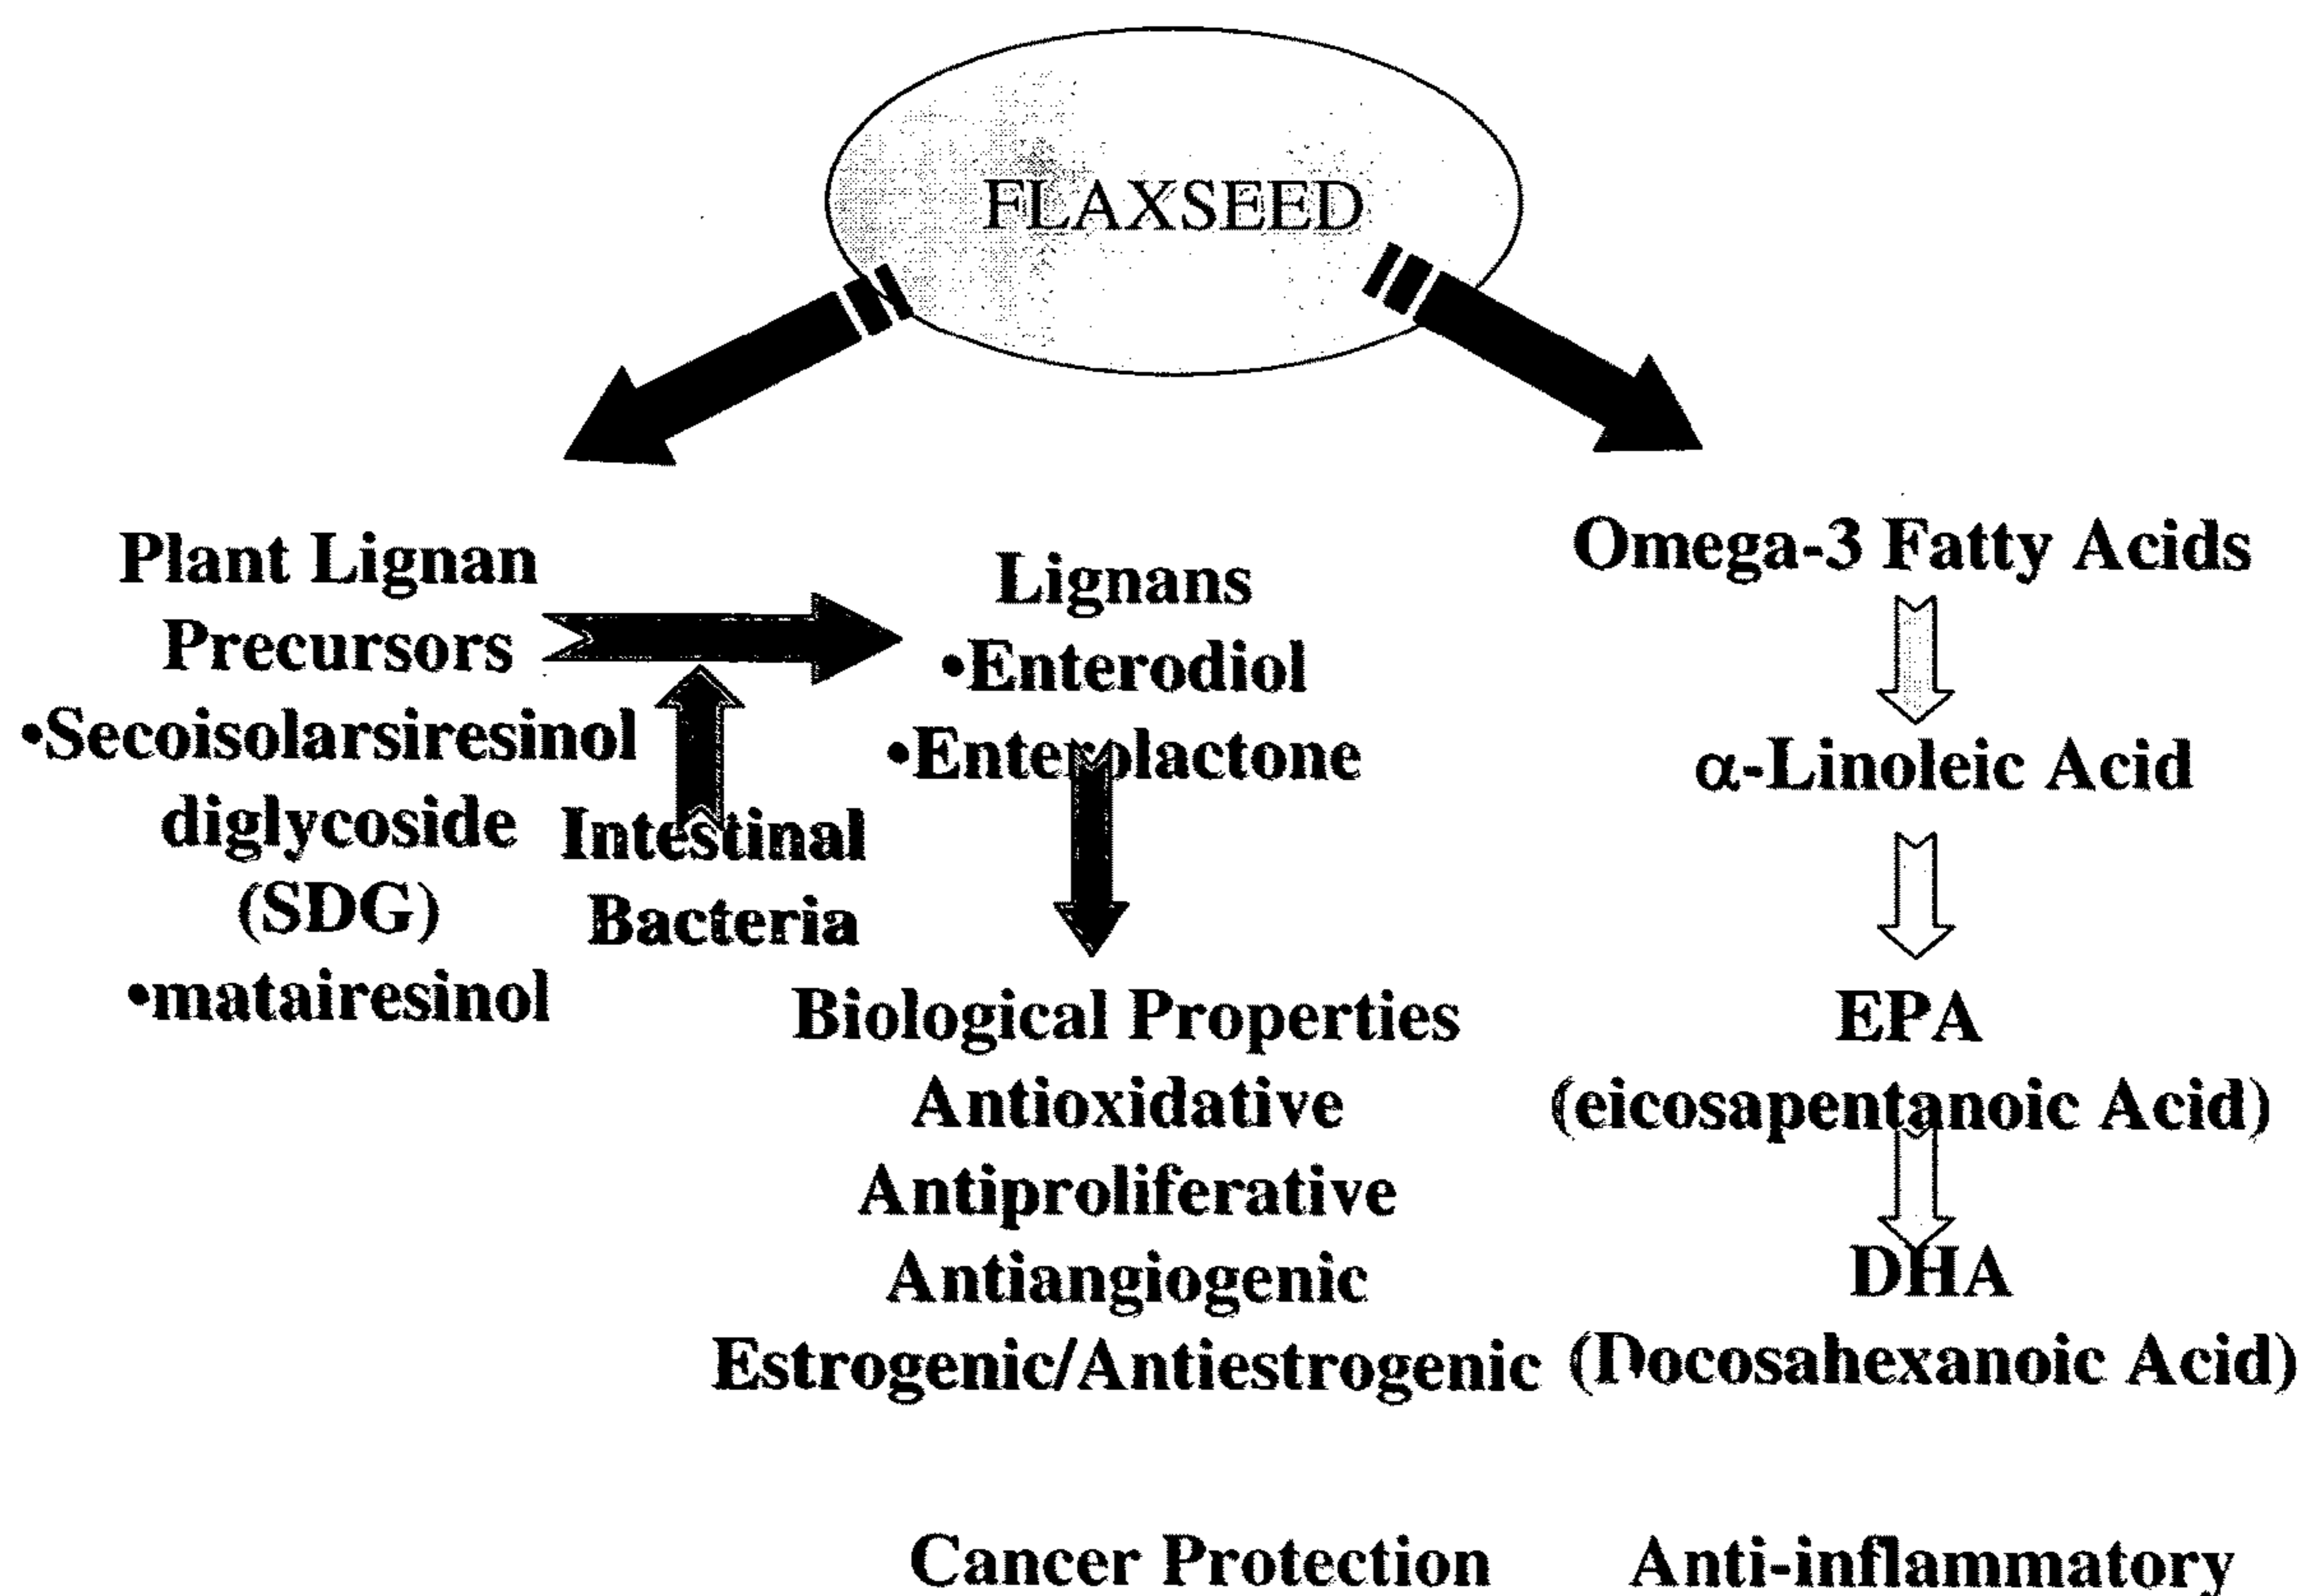 FLAXSEED
Plant Lignan
Precursors
•Secoisolarsiresinol
diglycoside
(SDG)
•matairesinol
Intestinal
Bacteria
Lignans
•Enterodiol
•Enterolactone
Biological Properties
Antioxidative
Antiproliferative
Antiangiogenic
Estrogenic/Antiestrogenic
Cancer Protection
Omega-3 Fatty Acids
α-Linoleic Acid
EPA
(eicosapentanoic Acid)
DHA
(Docosahexanoic Acid)
Anti-inflammatory